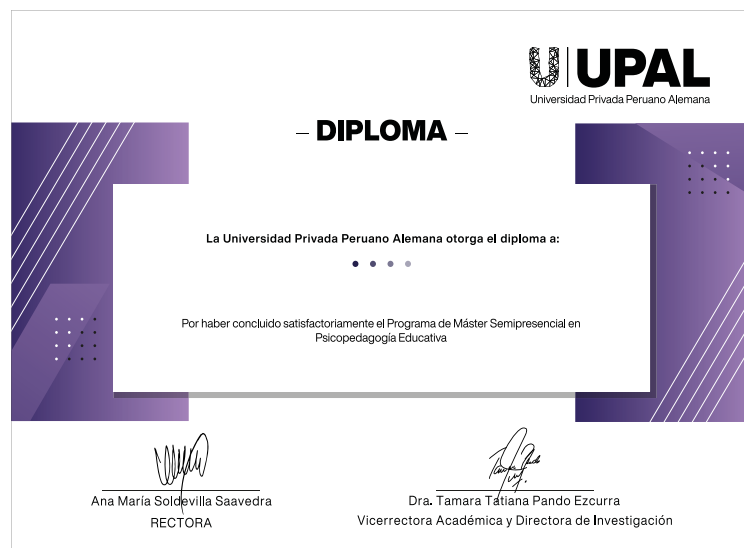 UPAL
Universidad Privada Peruano Alemana
– DIPLOMA –
La Universidad Privada Peruano Alemana otorga el diploma a:
Por haber concluido satisfactoriamente el Programa de Máster Semipresencial en
Psicopedagogía Educativa
Ana María Soldevilla Saavedra
RECTORA
Dra. Tamara Tatiana Pando Ezcurra
Vicerrectora Académica y Directora de Investigación